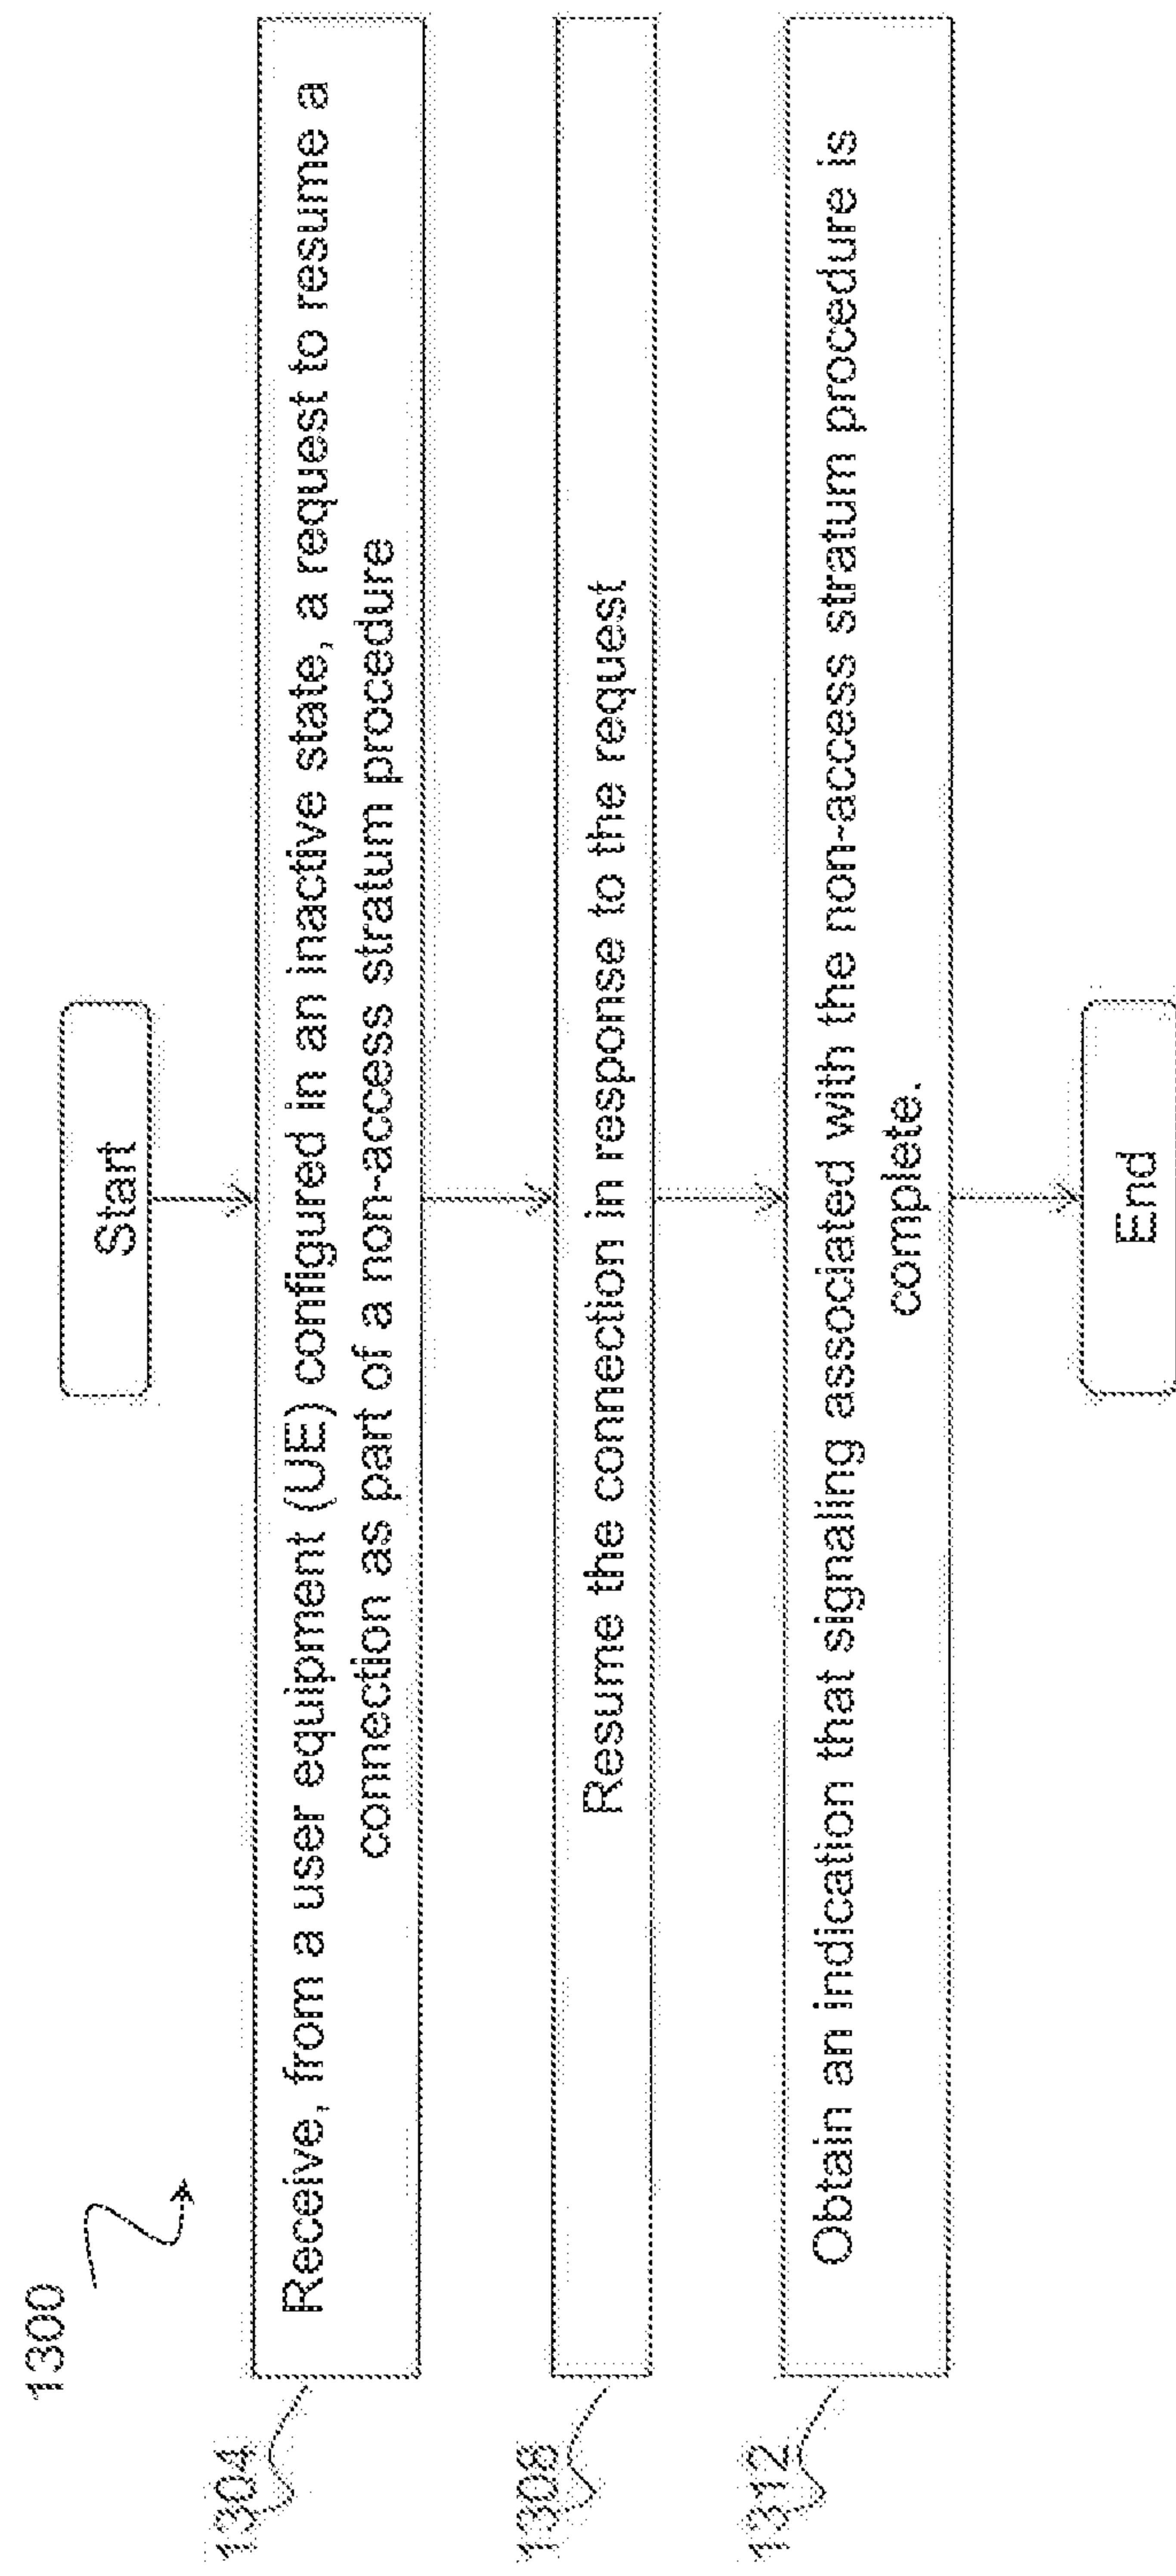 1300
Start
1304
Receive, from a user equipment (UE) configured in an inactive state, a request to resume a
connection as part of a non-access stratum procedure
1308
Resume the connection in response to the request
1312
Obtain an indication that signaling associated with the non-access stratum procedure is
complete.
End